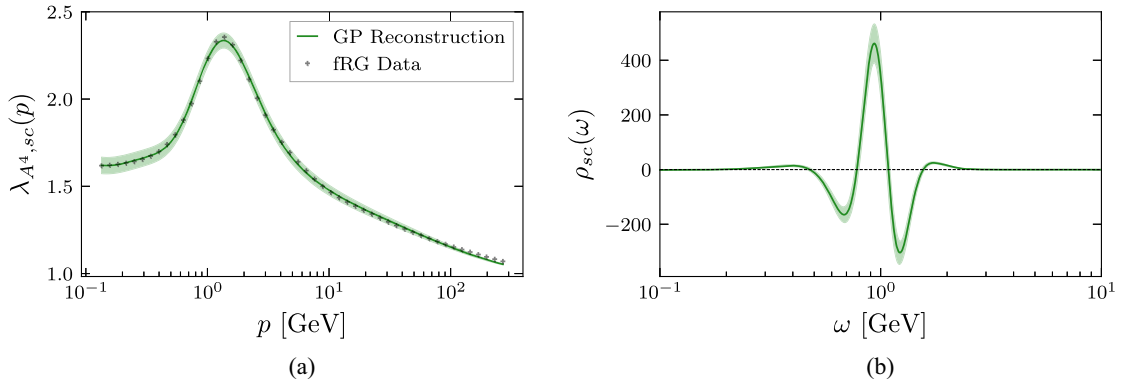 2.5
2.0
1.5
1.0
λ_{A^4,sc}(p)
GP Reconstruction
fRG Data
10^{-1} 10^0 10^1 10^2
p [GeV]
(a)
400
200
0
−200
ρ_{sc}(ω)
10^{-1} 10^0 10^1
ω [GeV]
(b)